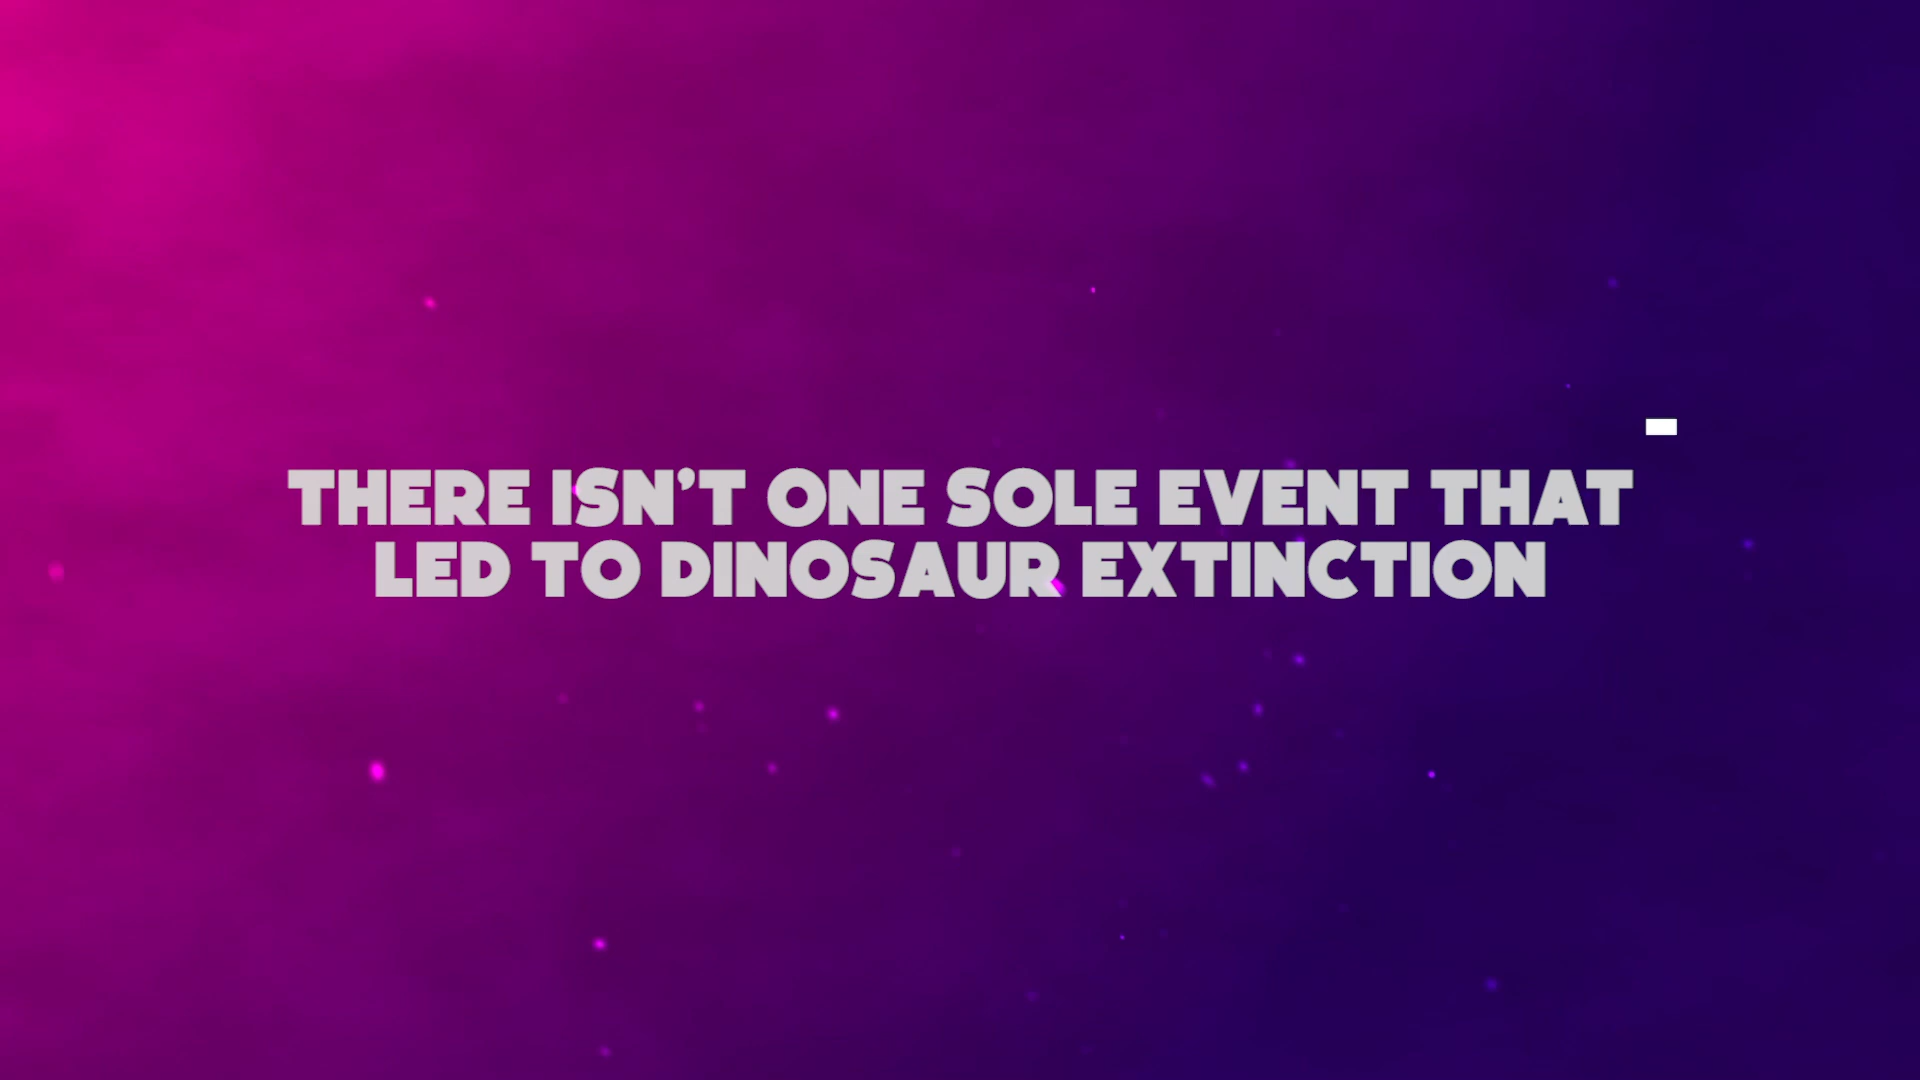 THERE ISN’T ONE SOLE EVENT THAT
LED TO DINOSAUR EXTINCTION